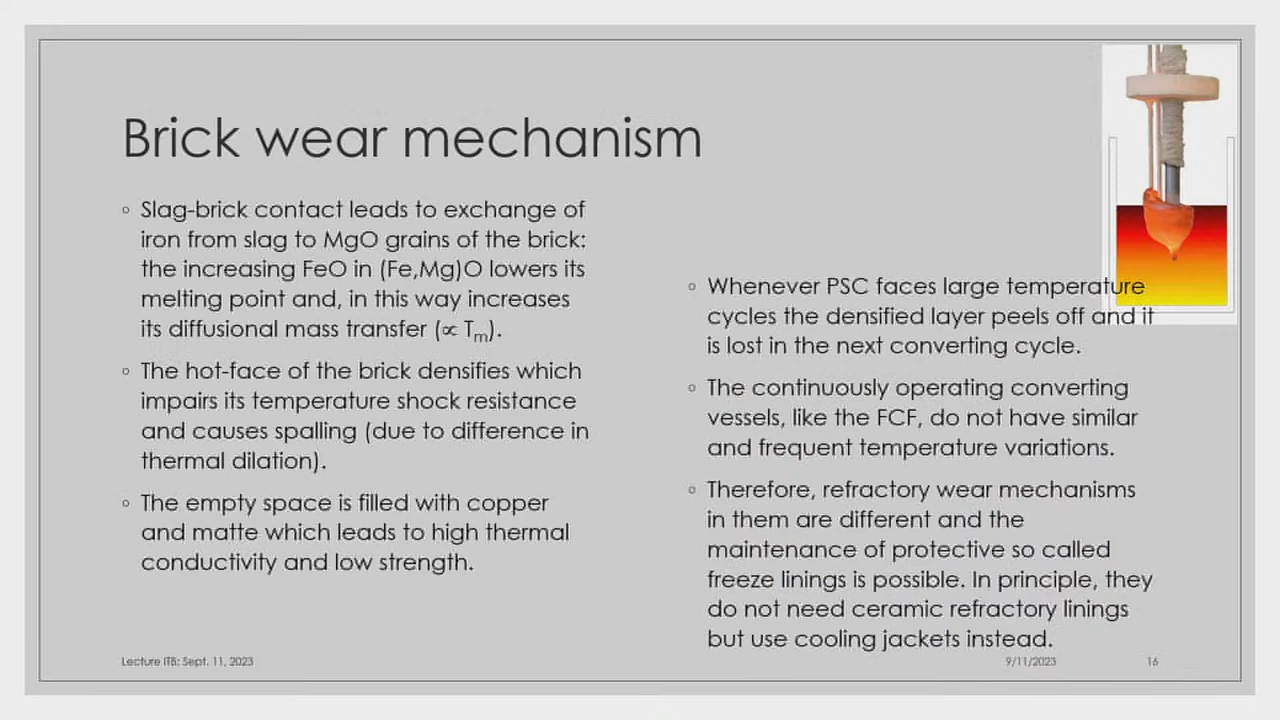 Brick wear mechanism
◦ Slag-brick contact leads to exchange of
iron from slag to MgO grains of the brick:
the increasing FeO in (Fe,Mg)O lowers its
melting point and, in this way increases
its diffusional mass transfer (∝ Tm).
◦ The hot-face of the brick densifies which
impairs its temperature shock resistance
and causes spalling (due to difference in
thermal dilation).
◦ The empty space is filled with copper
and matte which leads to high thermal
conductivity and low strength.
◦ Whenever PSC faces large temperature
cycles the densified layer peels off and it
is lost in the next converting cycle.
◦ The continuously operating converting
vessels, like the FCF, do not have similar
and frequent temperature variations.
◦ Therefore, refractory wear mechanisms
in them are different and the
maintenance of protective so called
freeze linings is possible. In principle, they
do not need ceramic refractory linings
but use cooling jackets instead.
Lecture ITB: Sept. 11, 2023
9/11/2023
16